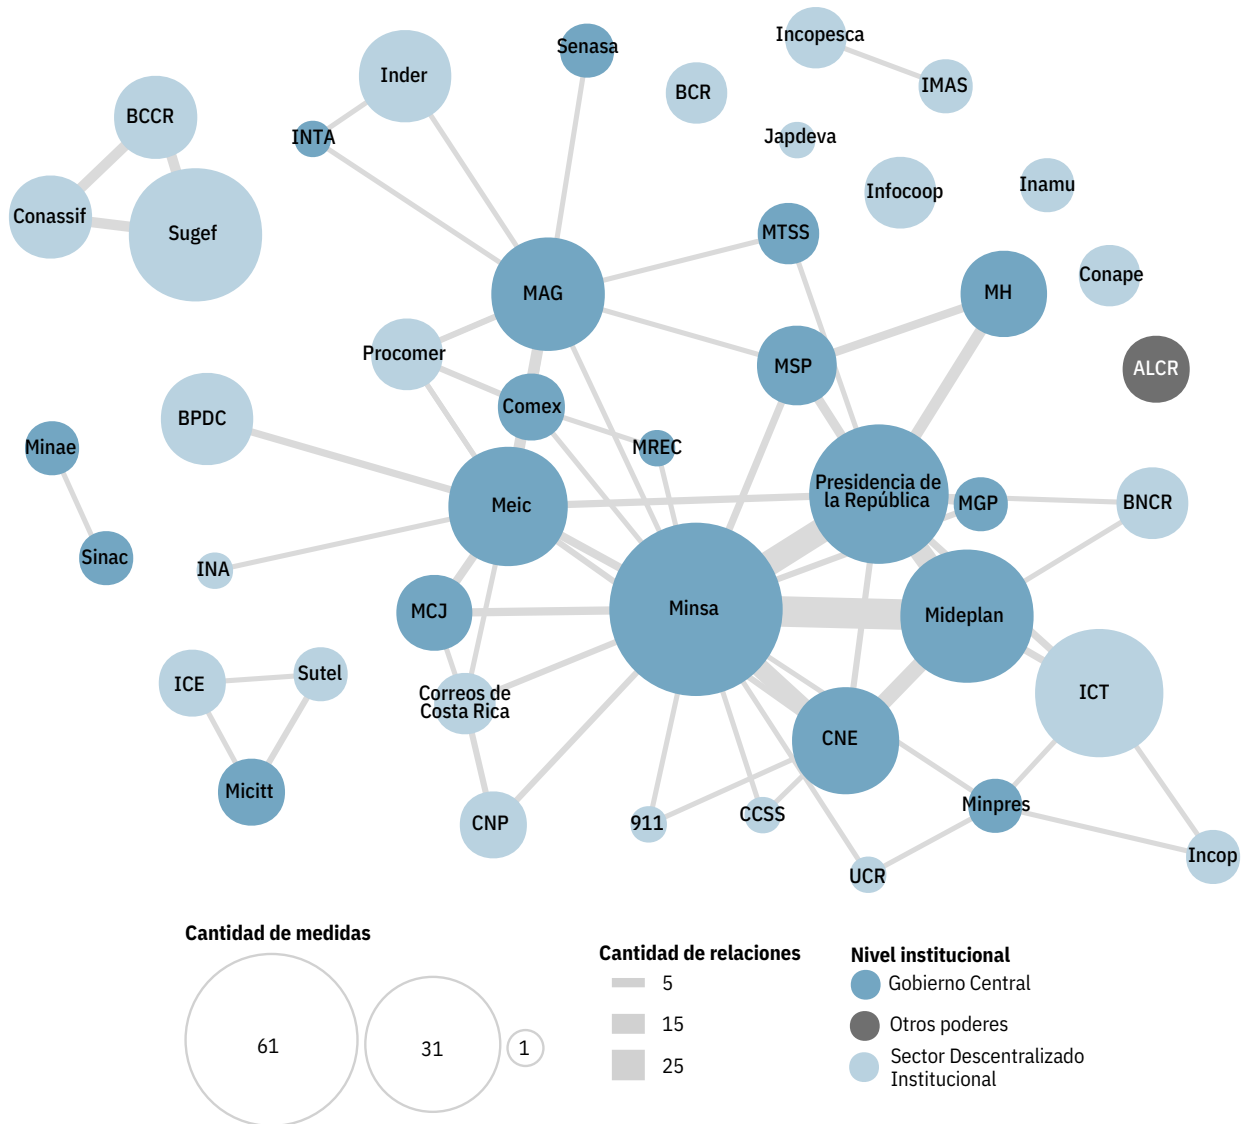 Incopesca
Senasa
Inder
IMAS
BCR
BCCR
INTA
Japdeva
Inamu
Infocoop
Conassif
Sugef
MTSS
Conape
MAG
MH
Procomer
MSP
ALCR
Comex
BPDC
Minae
MREC
Presidencia de
la República
MGP
BNCR
Meic
Sinac
INA
MCJ
Minsa
Mideplan
Sutel
ICE
Correos de
Costa Rica
ICT
CNE
Micitt
CNP
911
CCSS
Minpres
Incop
UCR
Cantidad de medidas
61
31
1
Cantidad de relaciones
5
15
25
Nivel institucional
Gobierno Central
Otros poderes
Sector Descentralizado
Institucional